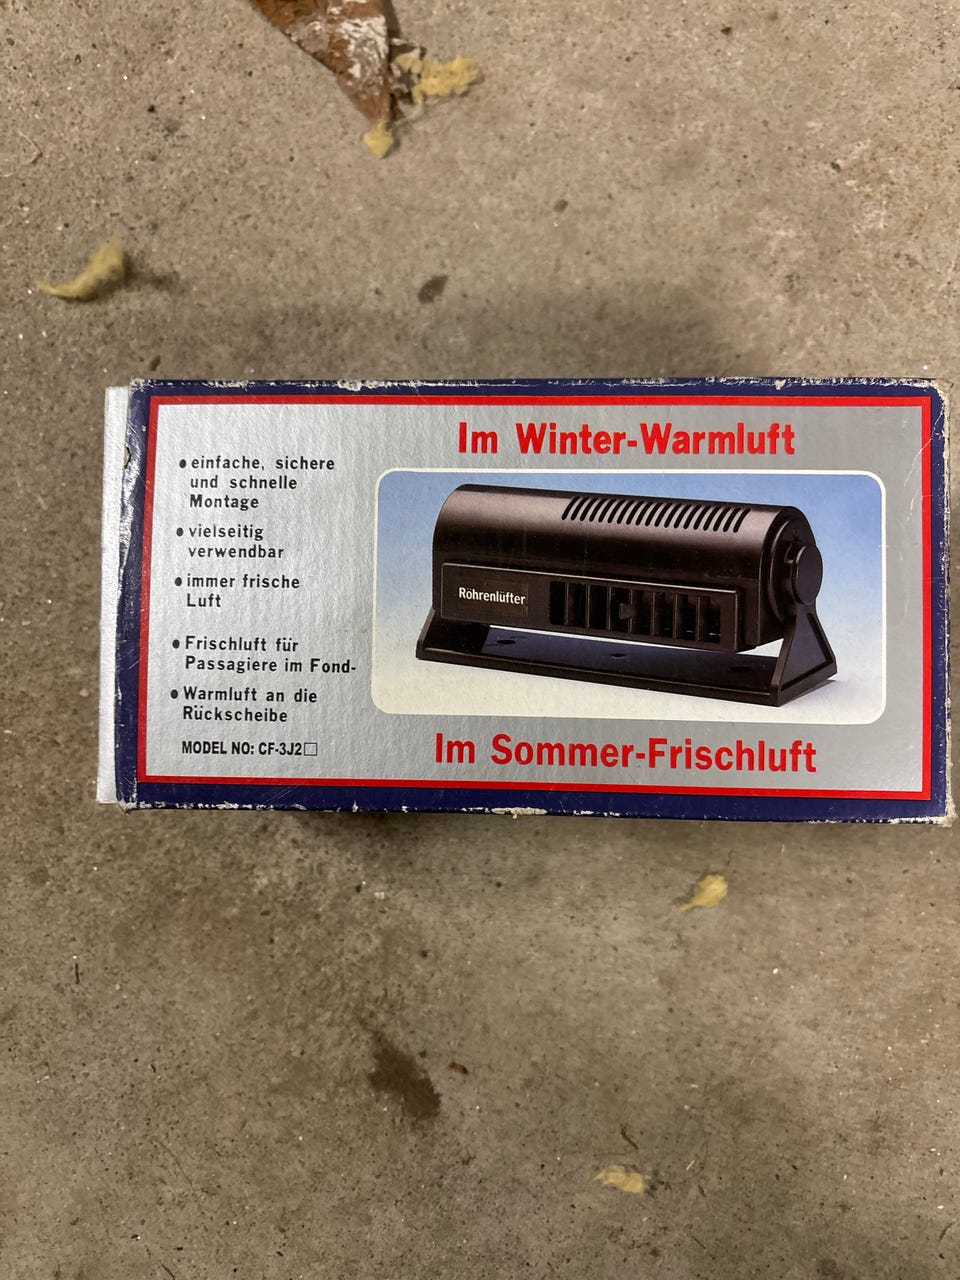 Im Winter-Warmluft
• einfache, sichere
und schnelle
Montage
• vielseitig
verwendbar
• immer frische
Luft
• Frischluft für
Passagiere im Fond-
• Warmluft an die
Rückscheibe
MODEL NO: CF-3J2□
Rohrenlüfter
Im Sommer-Frischluft